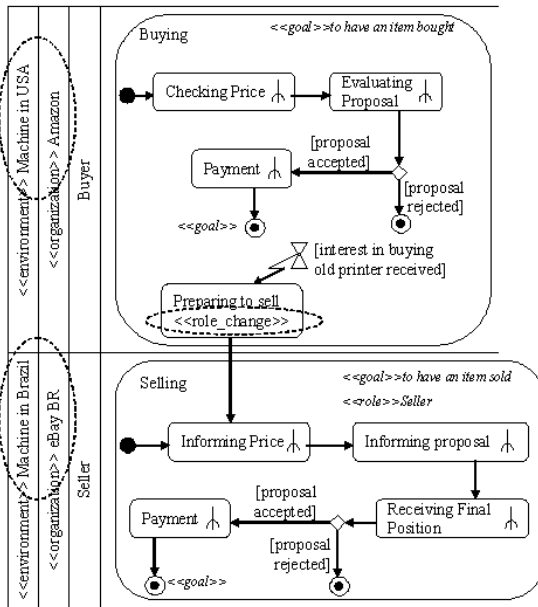 <<environment>> Machine in USA
<<organization>> Amazon
Buyer
Buying
<<goal>>to have an item bought
Checking Price
Evaluating
Proposal
Payment
[proposal
accepted]
[proposal
rejected]
<<goal>>
[interest in buying
old printer received]
Preparing to sell
<<role_change>>
<<environment>> Machine in Brazil
<<organization>> eBay BR
Seller
Selling
<<goal>>to have an item sold
<<role>>Seller
Informing Price
Informing proposal
Payment
[proposal
accepted]
Receiving Final
Position
[proposal
rejected]
<<goal>>